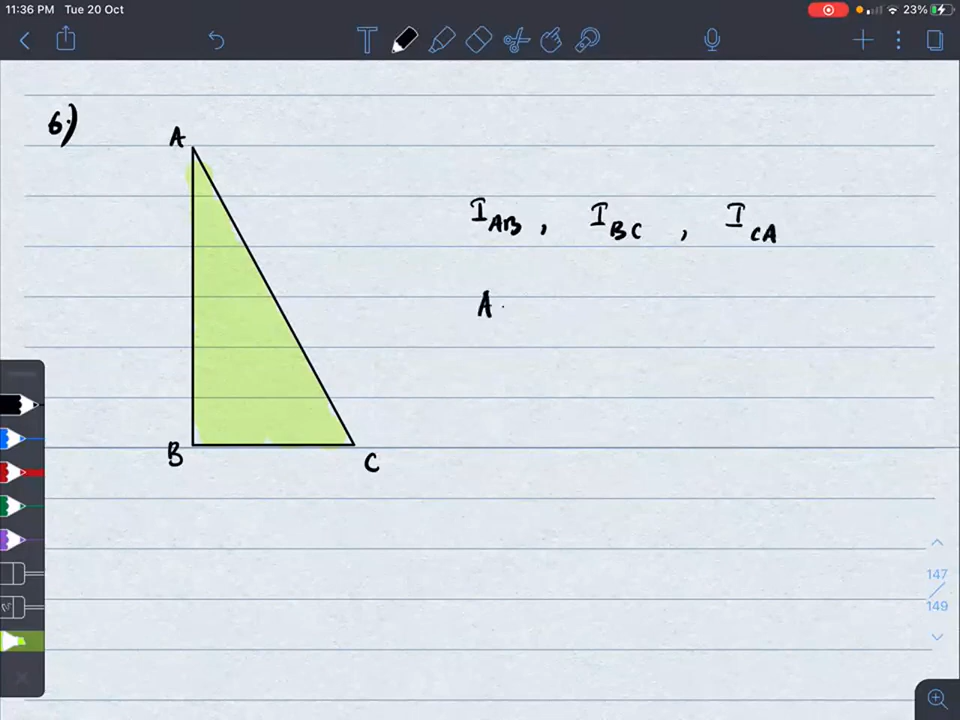 11:36 PM Tue 20 Oct 23%
T
6.)
A
I_AB , I_BC , I_CA
A .
B
C
147
/
149